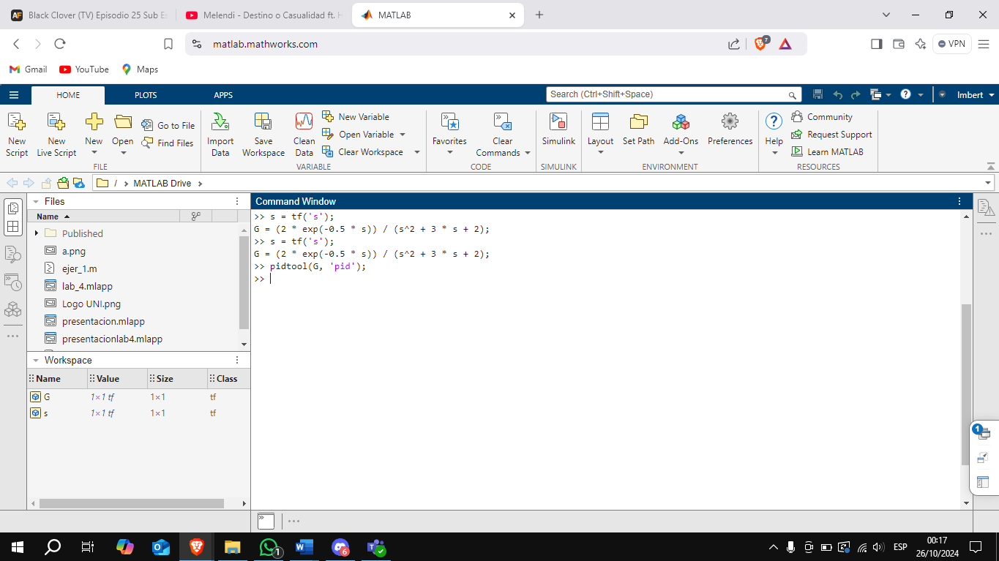 Black Clover (TV) Episodio 25 Sub Es
Melendi - Destino o Casualidad ft. H
MATLAB
matlab.mathworks.com
7
VPN
Gmail
YouTube
Maps
HOME
PLOTS
APPS
Search (Ctrl+Shift+Space)
Imbert
New Script
New Live Script
New
Open
Go to File
Find Files
FILE
Import Data
Save Workspace
Clean Data
New Variable
Open Variable
Clear Workspace
VARIABLE
Favorites
Clear Commands
CODE
Simulink
SIMULINK
Layout
Set Path
Add-Ons
Preferences
ENVIRONMENT
Help
Community
Request Support
Learn MATLAB
RESOURCES
/ > MATLAB Drive >
Files
Name
Published
a.png
ejer_1.m
lab_4.mlapp
Logo UNI.png
presentacion.mlapp
presentacionlab4.mlapp
Workspace
Name Value Size Class
G 1×1 tf 1×1 tf
s 1×1 tf 1×1 tf
Command Window
>> s = tf('s');
G = (2 * exp(-0.5 * s)) / (s^2 + 3 * s + 2);
>> s = tf('s');
G = (2 * exp(-0.5 * s)) / (s^2 + 3 * s + 2);
>> pidtool(G, 'pid');
>>
1
1
6
ESP
00:17
26/10/2024